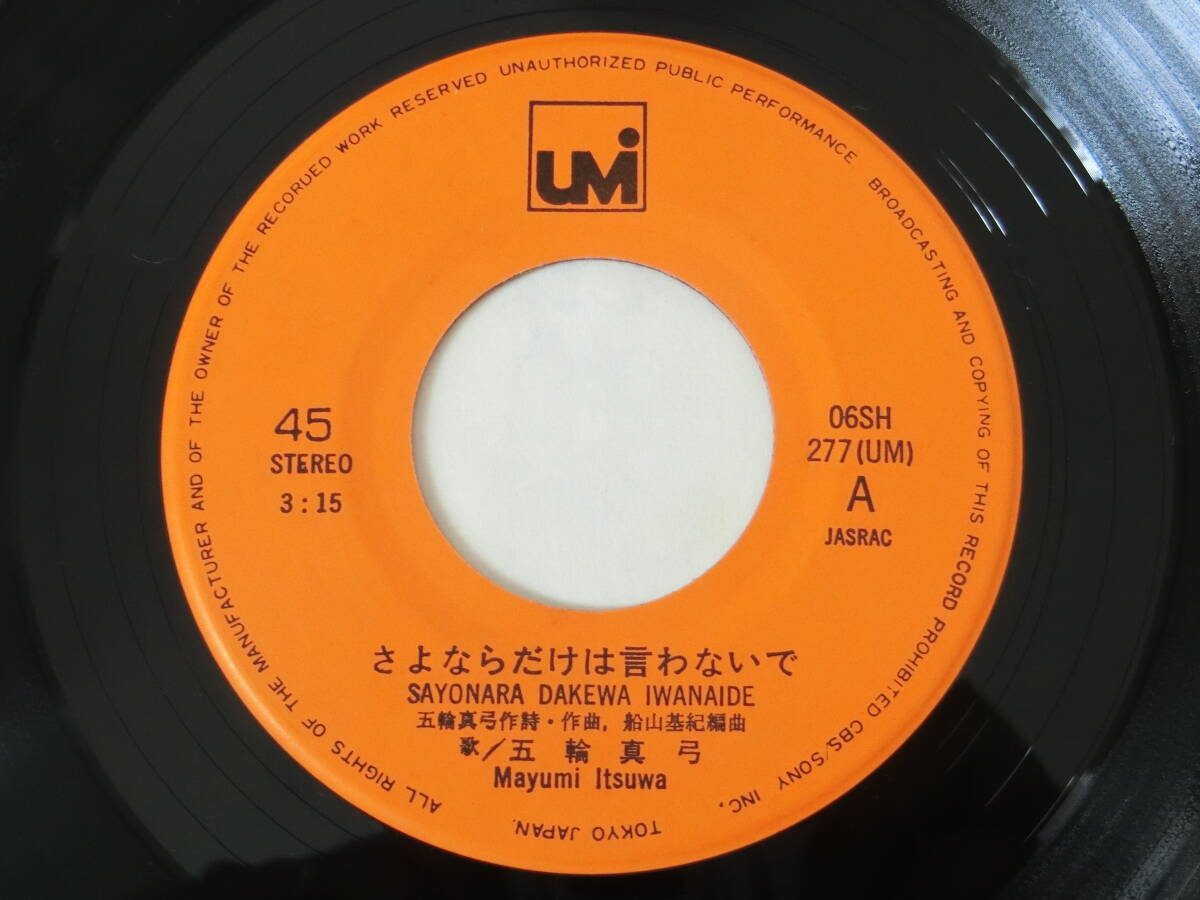 ALL RIGHTS OF THE MANUFACTURER AND OF THE OWNER OF THE RECORDED WORK RESERVED UNAUTHORIZED PUBLIC PERFORMANCE. BROADCASTING AND COPYING OF THIS RECORD PROHIBITED CBS/SONY INC. TOKYO JAPAN.
UMi
45
STEREO
3:15
06SH
277(UM)
A
JASRAC
さよならだけは言わないで
SAYONARA DAKEWA IWANAIDE
五輪真弓作詩・作曲, 船山基紀編曲
歌/五輪真弓
Mayumi Itsuwa